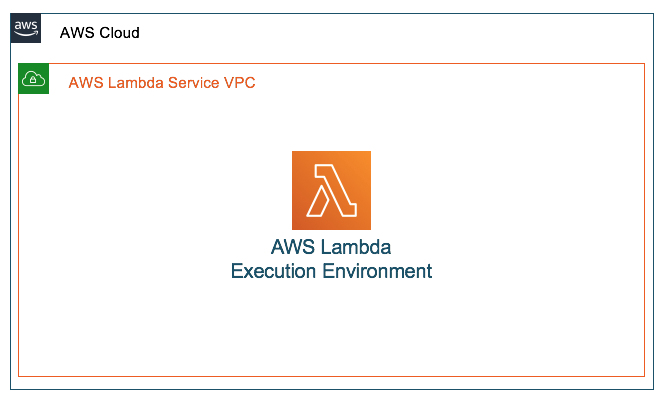 aws
AWS Cloud
AWS Lambda Service VPC
AWS Lambda
Execution Environment